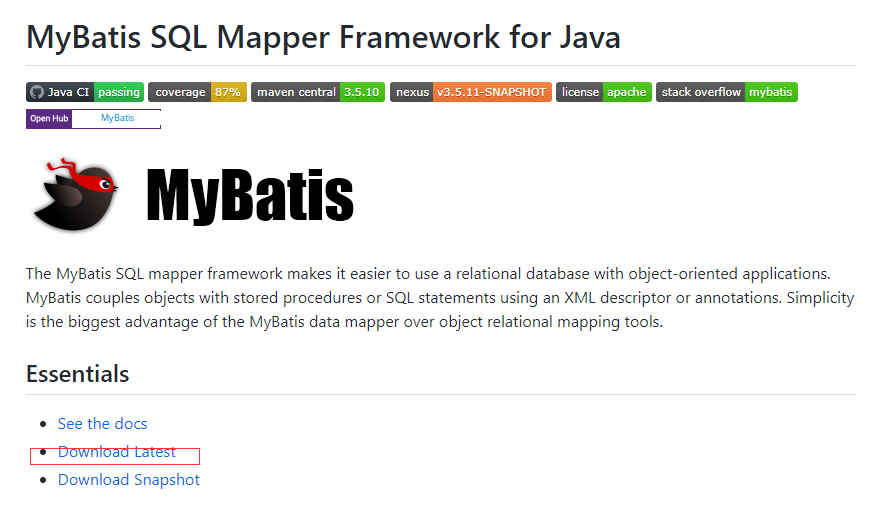 MyBatis SQL Mapper Framework for Java
Java CI passing coverage 87% maven central 3.5.10 nexus v3.5.11-SNAPSHOT license apache stack overflow mybatis
Open Hub MyBatis
MyBatis
The MyBatis SQL mapper framework makes it easier to use a relational database with object-oriented applications.
MyBatis couples objects with stored procedures or SQL statements using an XML descriptor or annotations. Simplicity
is the biggest advantage of the MyBatis data mapper over object relational mapping tools.
Essentials
See the docs
Download Latest
Download Snapshot